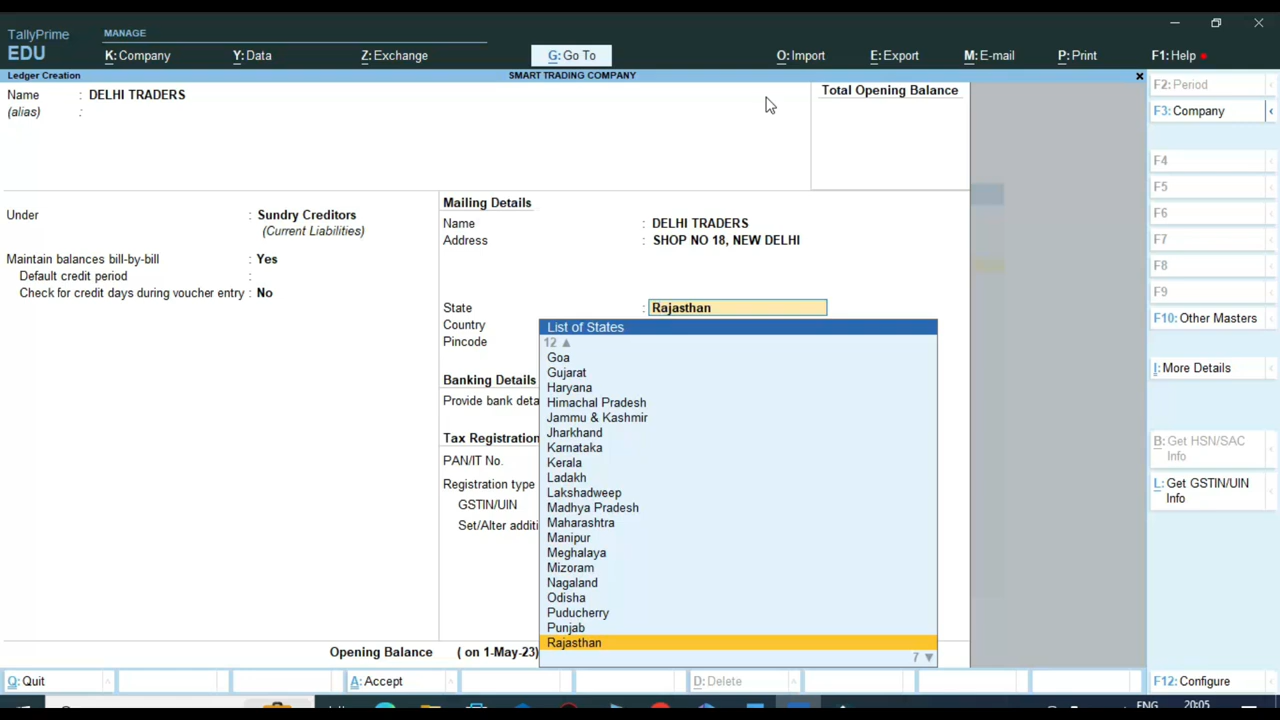 TallyPrime
EDU
MANAGE
K: Company
Y: Data
Z: Exchange
G: Go To
O: Import
E: Export
M: E-mail
P: Print
F1: Help
Ledger Creation
SMART TRADING COMPANY
Name : DELHI TRADERS
(alias) :
Total Opening Balance
Under : Sundry Creditors
(Current Liabilities)
Maintain balances bill-by-bill : Yes
Default credit period :
Check for credit days during voucher entry : No
Mailing Details
Name : DELHI TRADERS
Address : SHOP NO 18, NEW DELHI
State : Rajasthan
Country
Pincode
Banking Details
Provide bank deta
Tax Registration
PAN/IT No.
Registration type
GSTIN/UIN
Set/Alter additi
List of States
12
Goa
Gujarat
Haryana
Himachal Pradesh
Jammu & Kashmir
Jharkhand
Karnataka
Kerala
Ladakh
Lakshadweep
Madhya Pradesh
Maharashtra
Manipur
Meghalaya
Mizoram
Nagaland
Odisha
Puducherry
Punjab
Rajasthan
7
Opening Balance ( on 1-May-23)
F2: Period
F3: Company
F4
F5
F6
F7
F8
F9
F10: Other Masters
I: More Details
B: Get HSN/SAC
Info
L: Get GSTIN/UIN
Info
Q: Quit
A: Accept
D: Delete
F12: Configure
ENG
20:05